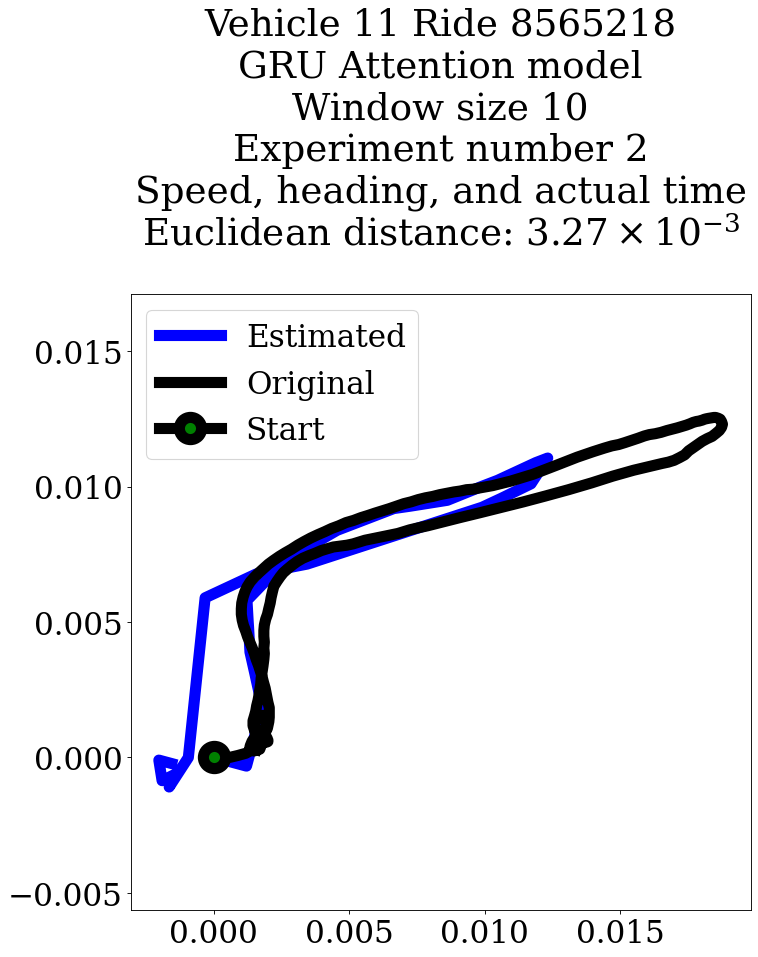 Vehicle 11 Ride 8565218
GRU Attention model
Window size 10
Experiment number 2
Speed, heading, and actual time
Euclidean distance: 3.27 × 10⁻³
Estimated
Original
Start
0.015
0.010
0.005
0.000
−0.005
0.000 0.005 0.010 0.015